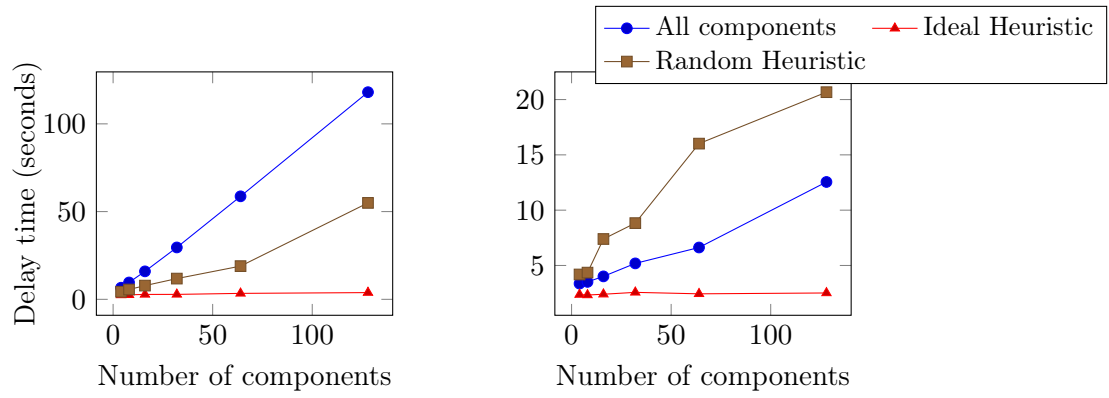 All components
Ideal Heuristic
Random Heuristic
Delay time (seconds)
100
50
0
0
50
100
Number of components
20
15
10
5
0
50
100
Number of components